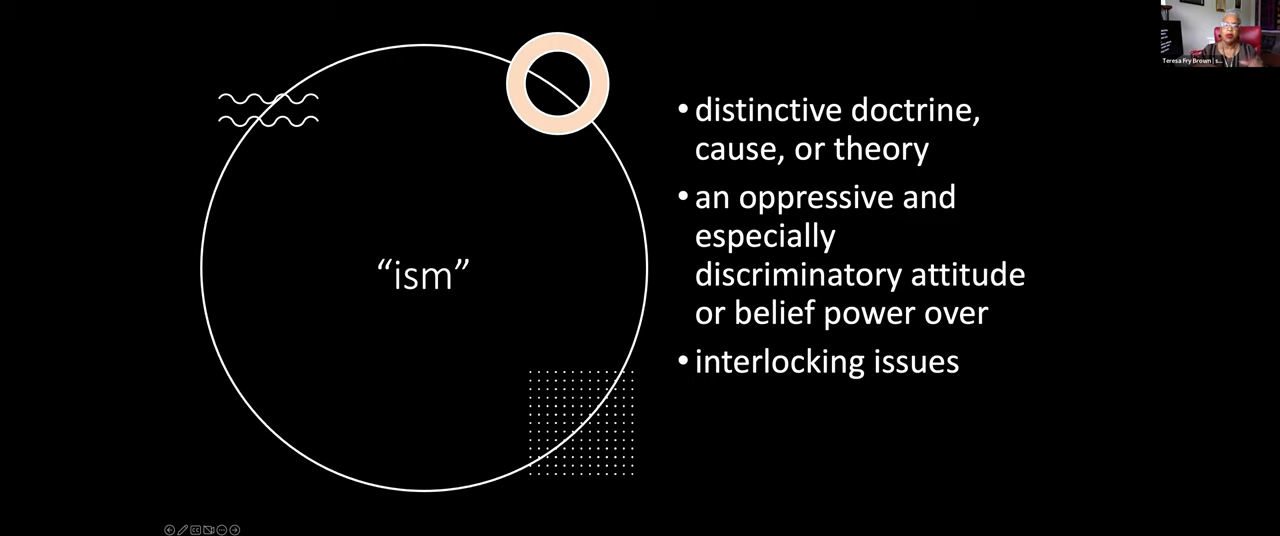 Teresa Fry Brown | s...
• distinctive doctrine,
cause, or theory
• an oppressive and
especially
discriminatory attitude
or belief power over
• interlocking issues
“ism”